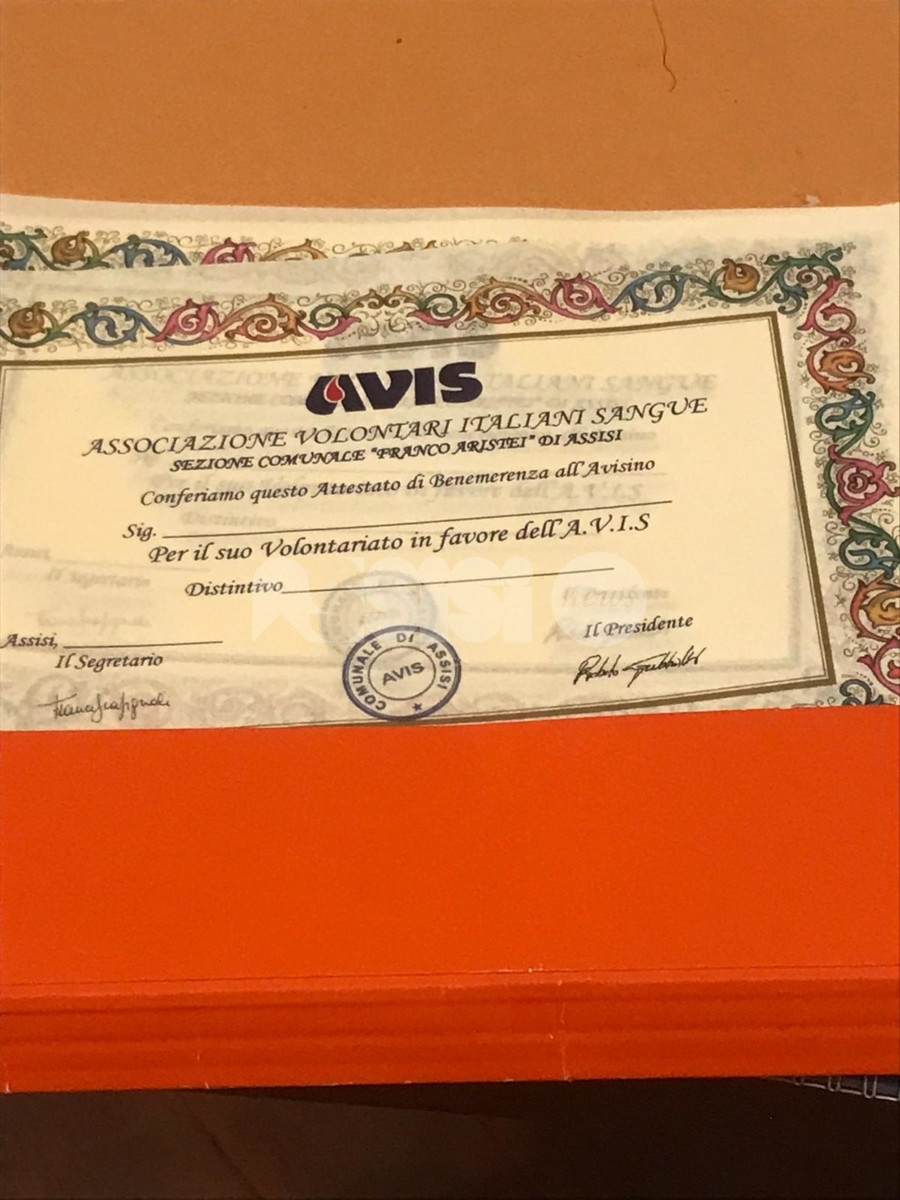 AVIS
ASSOCIAZIONE VOLONTARI ITALIANI SANGUE
SEZIONE COMUNALE "FRANCO ARISTEI" DI ASSISI
Conferiamo questo Attestato di Benemerenza all'Avisino
Sig.
Per il suo Volontariato in favore dell'A.V.I.S
Distintivo
Assisi,
Il Segretario
Il Presidente
COMUNALE DI ASSISI
AVIS